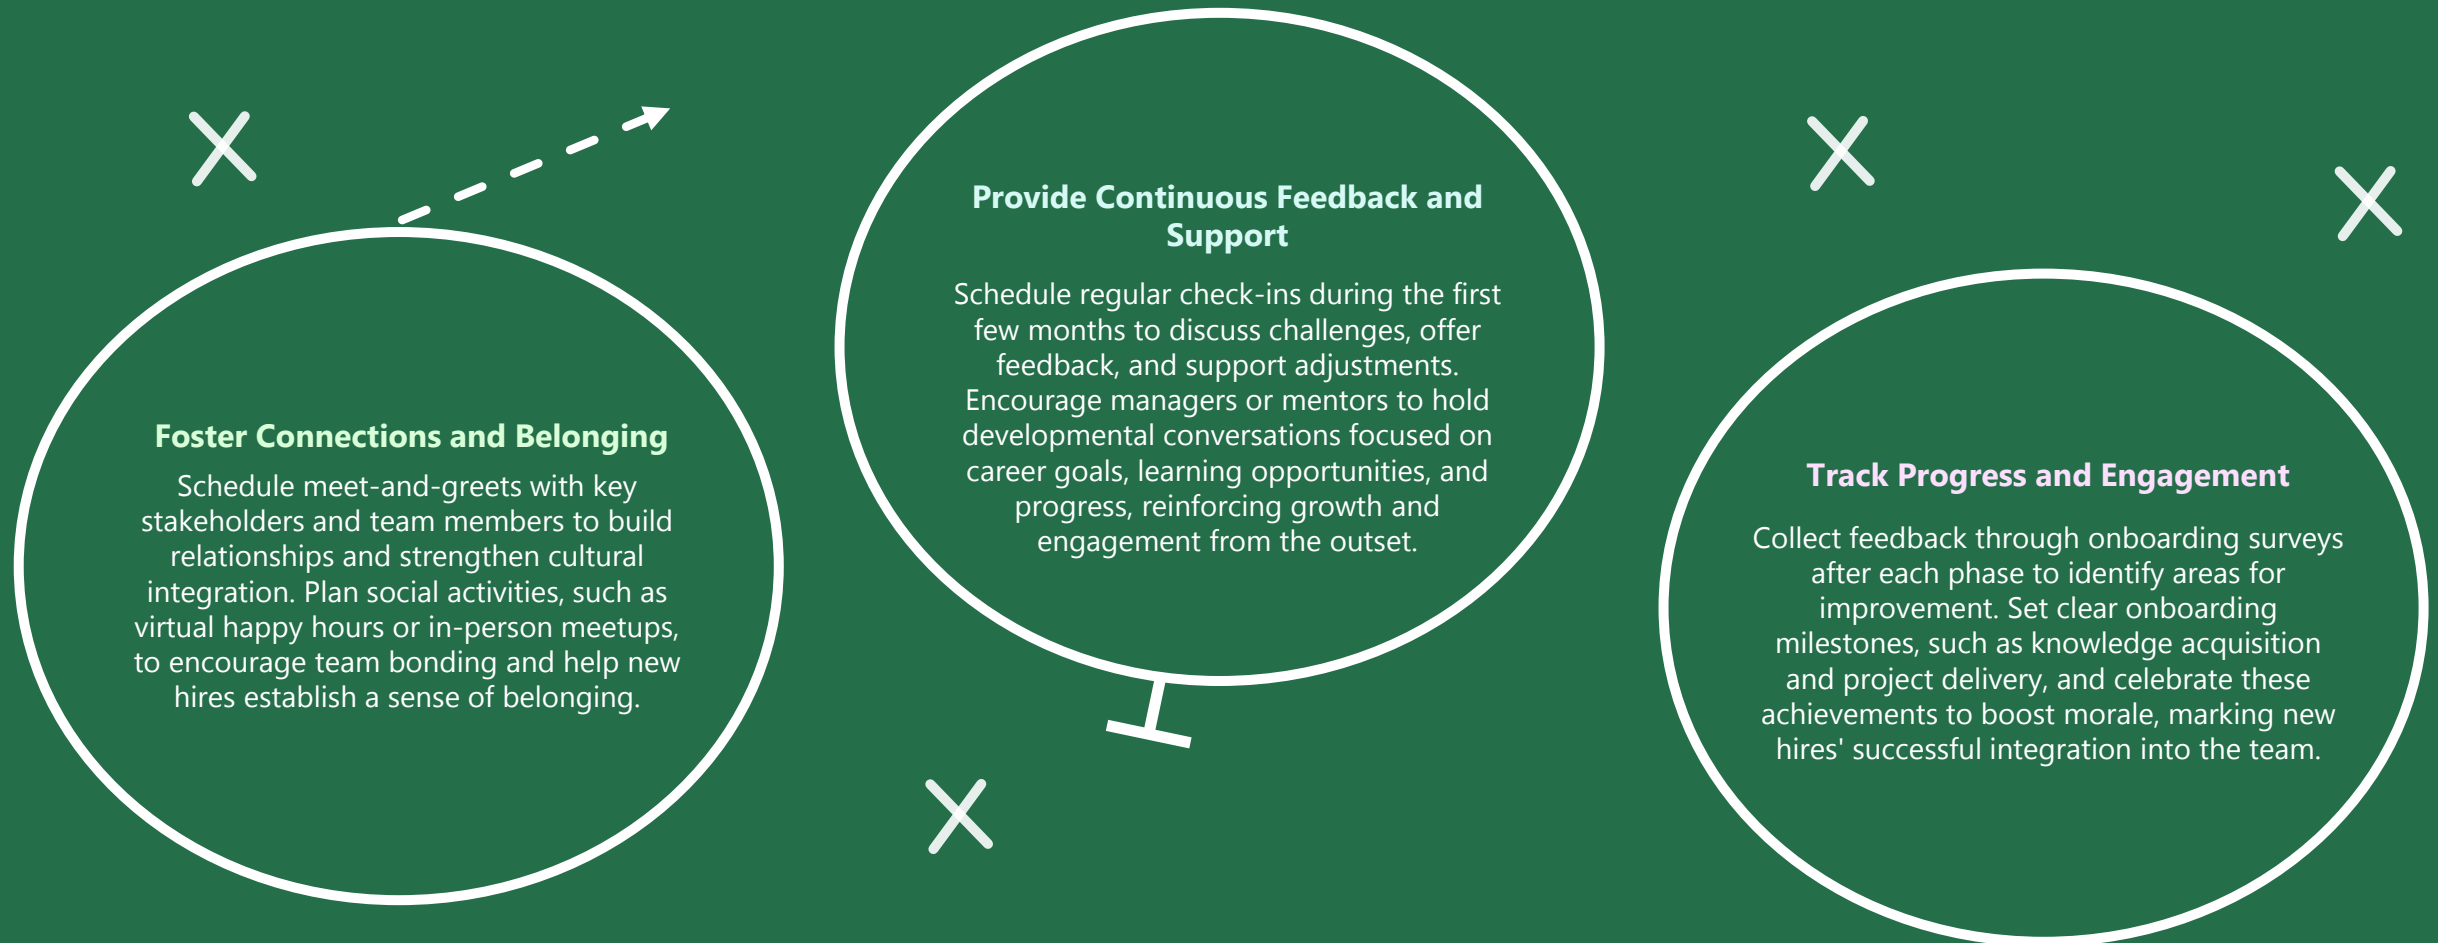 Foster Connections and Belonging
Schedule meet-and-greets with key
stakeholders and team members to build
relationships and strengthen cultural
integration. Plan social activities, such as
virtual happy hours or in-person meetups,
to encourage team bonding and help new
hires establish a sense of belonging.
Provide Continuous Feedback and
Support
Schedule regular check-ins during the first
few months to discuss challenges, offer
feedback, and support adjustments.
Encourage managers or mentors to hold
developmental conversations focused on
career goals, learning opportunities, and
progress, reinforcing growth and
engagement from the outset.
Track Progress and Engagement
Collect feedback through onboarding surveys
after each phase to identify areas for
improvement. Set clear onboarding
milestones, such as knowledge acquisition
and project delivery, and celebrate these
achievements to boost morale, marking new
hires' successful integration into the team.